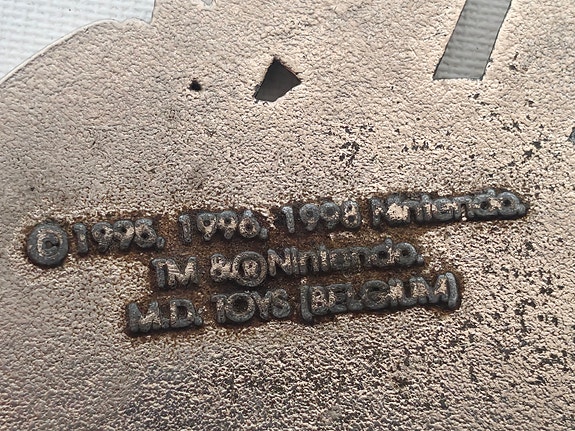 © 1995, 1996, 1998 Nintendo.
TM & ® Nintendo.
M.D. TOYS (BELGIUM)